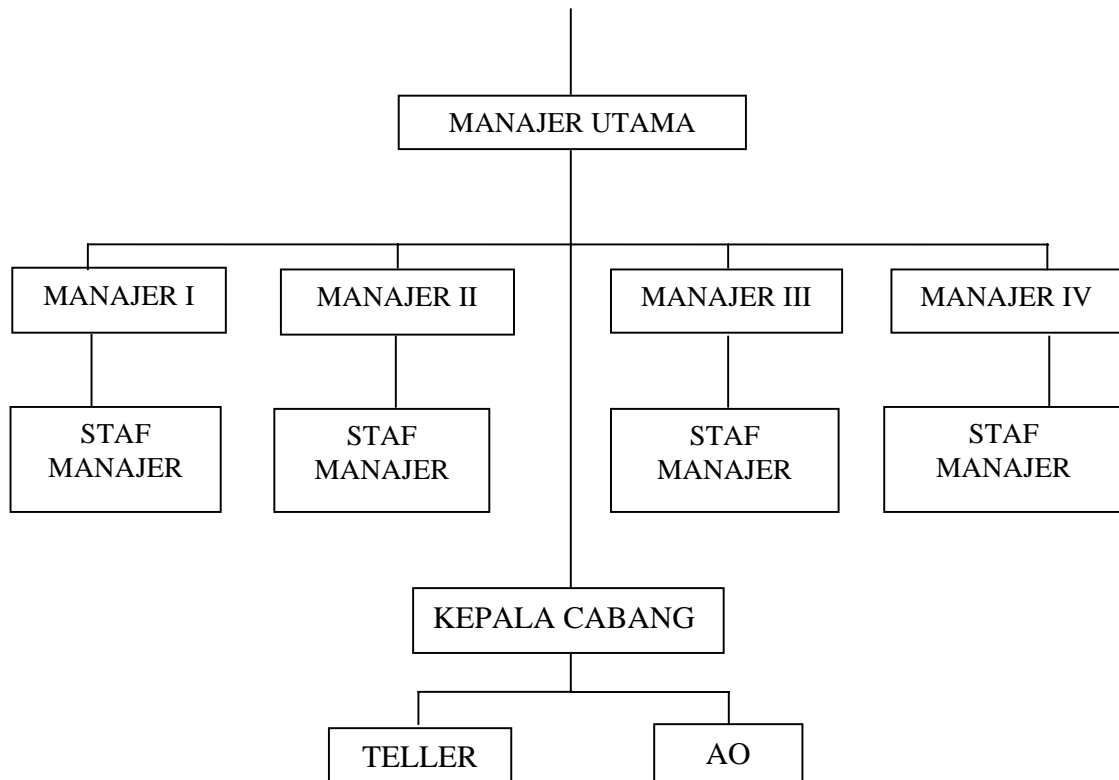 MANAJER UTAMA
MANAJER I
MANAJER II
MANAJER III
MANAJER IV
STAF
MANAJER
STAF
MANAJER
STAF
MANAJER
STAF
MANAJER
KEPALA CABANG
TELLER
AO